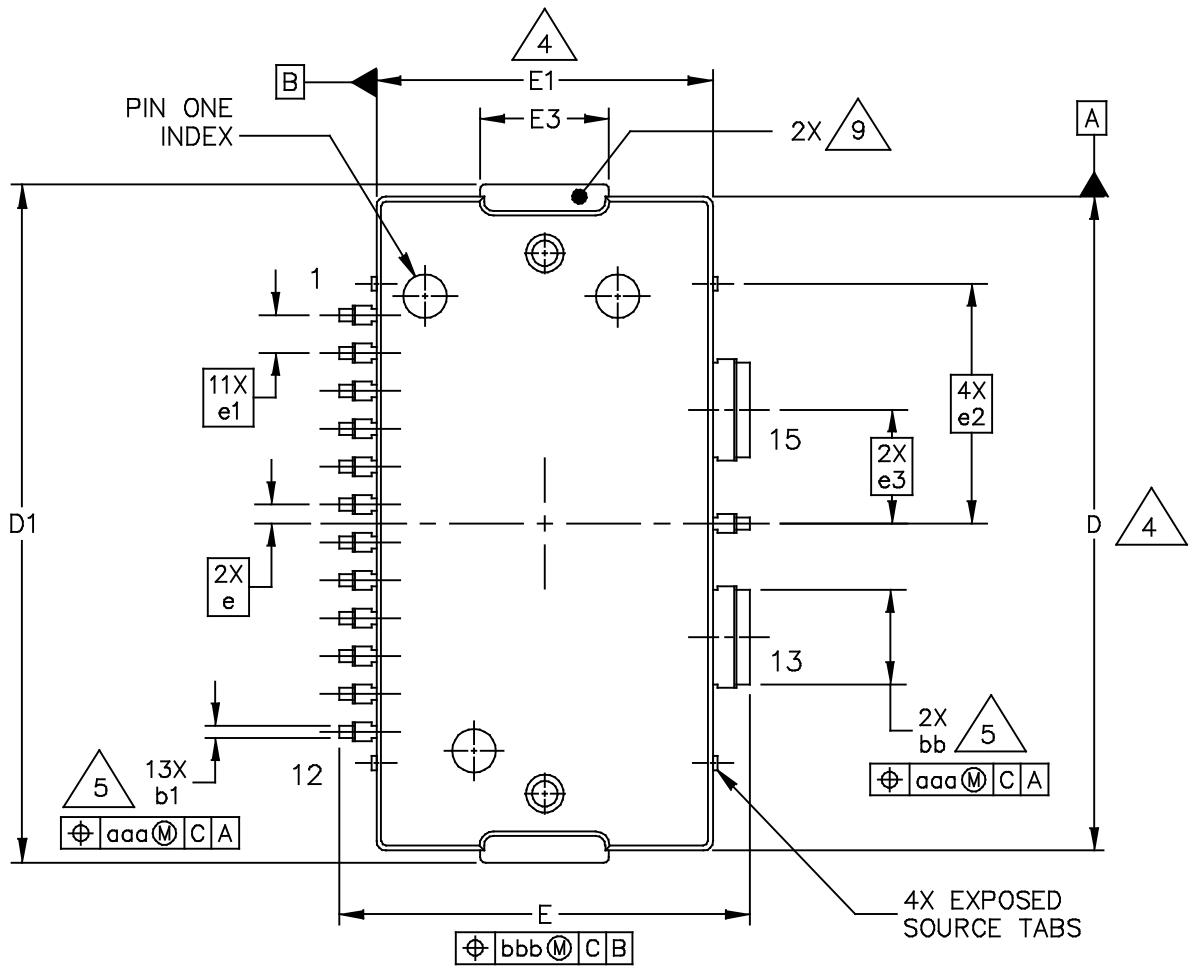 4
B
E1
PIN ONE
INDEX
E3
2X 9
A
1
11X
e1
4X
e2
15
2X
e3
D1
D 4
2X
e
13
2X
bb 5
⌖ aaa Ⓜ C A
5 13X
b1
12
⌖ aaa Ⓜ C A
4X EXPOSED
SOURCE TABS
E
⌖ bbb Ⓜ C B